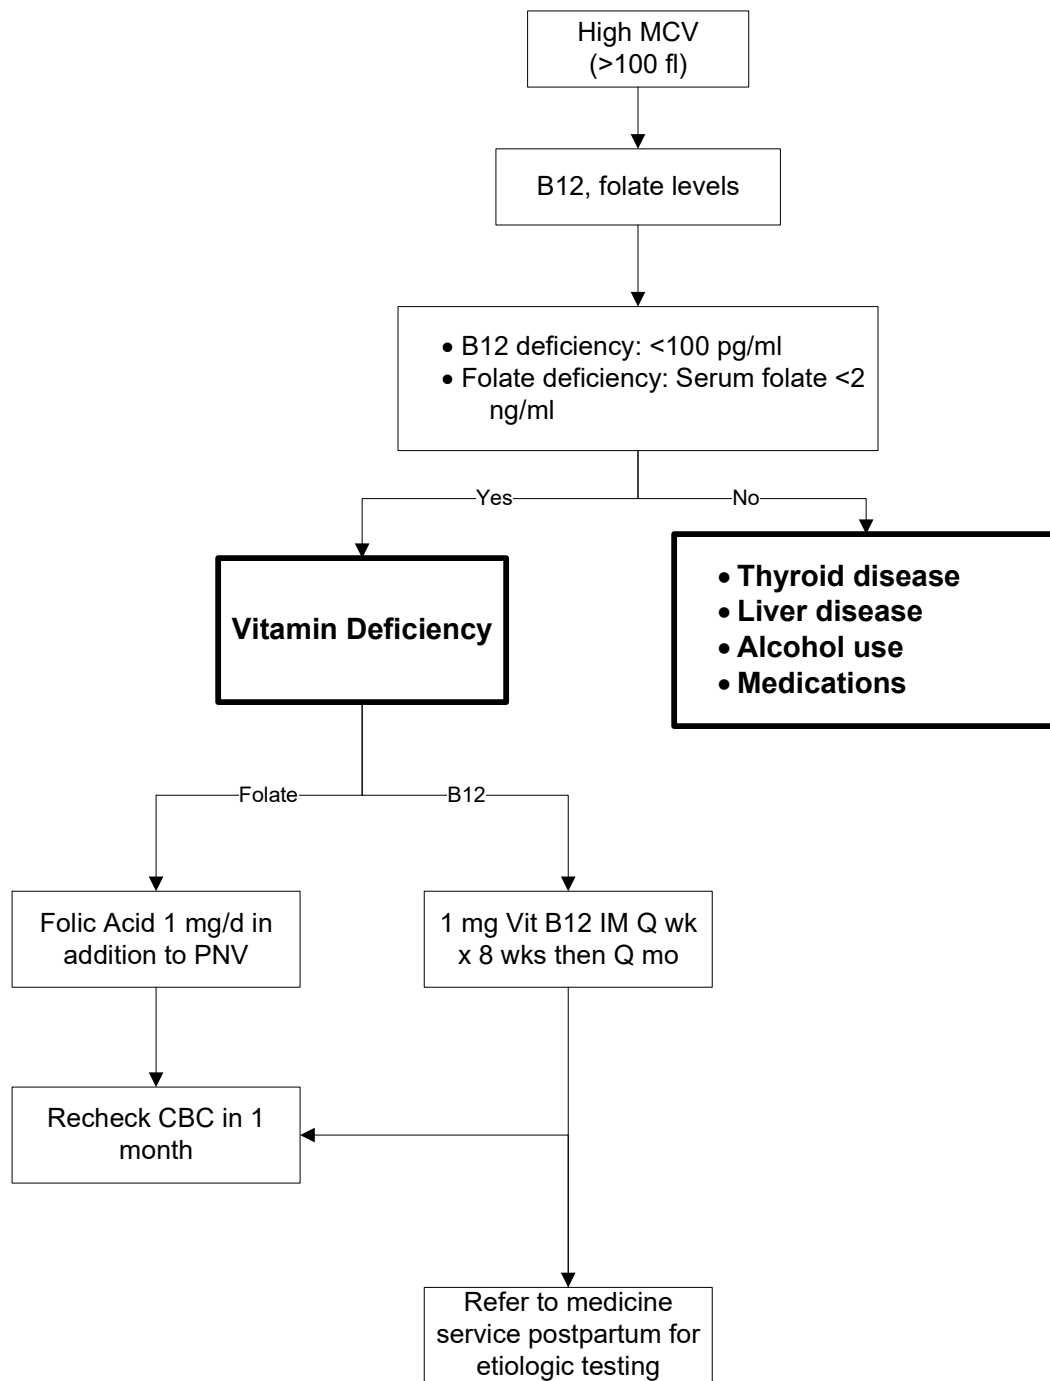 High MCV
(>100 fl)
B12, folate levels
• B12 deficiency: <100 pg/ml
• Folate deficiency: Serum folate <2
ng/ml
Yes
No
Vitamin Deficiency
• Thyroid disease
• Liver disease
• Alcohol use
• Medications
Folate
B12
Folic Acid 1 mg/d in
addition to PNV
1 mg Vit B12 IM Q wk
x 8 wks then Q mo
Recheck CBC in 1
month
Refer to medicine
service postpartum for
etiologic testing